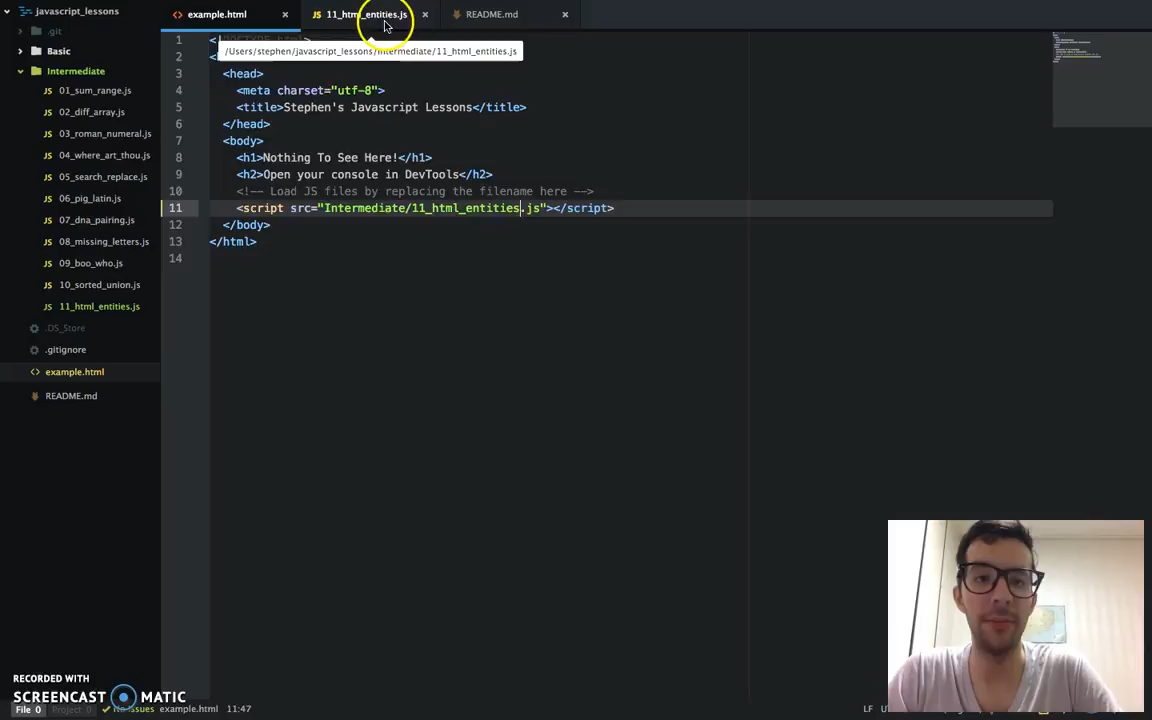 javascript_lessons
example.html
11_html_entities.js
README.md
.git
Basic
Intermediate
01_sum_range.js
02_diff_array.js
03_roman_numeral.js
04_where_art_thou.js
05_search_replace.js
06_pig_latin.js
07_dna_pairing.js
08_missing_letters.js
09_boo_who.js
10_sorted_union.js
11_html_entities.js
.DS_Store
.gitignore
example.html
README.md
/Users/stephen/javascript_lessons/Intermediate/11_html_entities.js
1
2
3 <head>
4 <meta charset="utf-8">
5 <title>Stephen's Javascript Lessons</title>
6 </head>
7 <body>
8 <h1>Nothing To See Here!</h1>
9 <h2>Open your console in DevTools</h2>
10 <!-- Load JS files by replacing the filename here -->
11 <script src="Intermediate/11_html_entities.js"></script>
12 </body>
13 </html>
14
RECORDED WITH
SCREENCAST MATIC
File 0 Project 0 No Issues example.html 11:47
LF